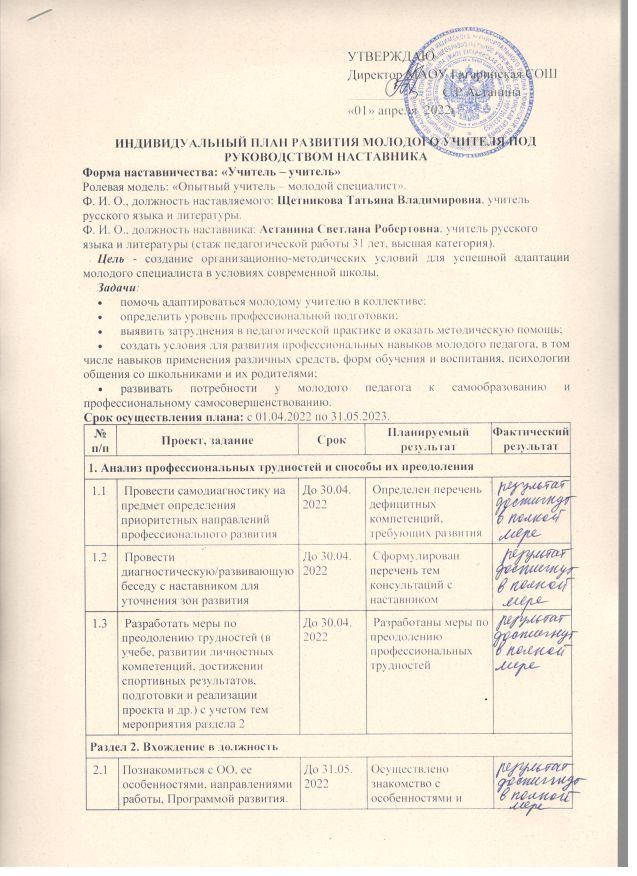 УТВЕРЖДАЮ
Директор МАОУ Гагаринская СОШ
С.Р.Астанина
«01» апреля 2022г.
ИНДИВИДУАЛЬНЫЙ ПЛАН РАЗВИТИЯ МОЛОДОГО УЧИТЕЛЯ ПОД
РУКОВОДСТВОМ НАСТАВНИКА
Форма наставничества: «Учитель – учитель»
Ролевая модель: «Опытный учитель – молодой специалист».
Ф. И. О., должность наставляемого: Щетникова Татьяна Владимировна, учитель
русского языка и литературы.
Ф. И. О., должность наставника: Астанина Светлана Робертовна, учитель русского
языка и литературы (стаж педагогической работы 31 лет, высшая категория).
Цель - создание организационно-методических условий для успешной адаптации
молодого специалиста в условиях современной школы.
Задачи:
• помочь адаптироваться молодому учителю в коллективе;
• определить уровень профессиональной подготовки;
• выявить затруднения в педагогической практике и оказать методическую помощь;
• создать условия для развития профессиональных навыков молодого педагога, в том
числе навыков применения различных средств, форм обучения и воспитания, психологии
общения со школьниками и их родителями;
• развивать потребности у молодого педагога к самообразованию и
профессиональному самосовершенствованию.
Срок осуществления плана: с 01.04.2022 по 31.05.2023.
№ Проект, задание Срок Планируемый Фактический
п/п результат результат
1. Анализ профессиональных трудностей и способы их преодоления
1.1 Провести самодиагностику на До 30.04. Определен перечень результат
предмет определения 2022 дефицитных достигнут
приоритетных направлений компетенций, в полной
профессионального развития требующих развития мере
1.2 Провести До 30.04. Сформулирован результат
диагностическую/развивающую 2022 перечень тем достигнут
беседу с наставником для консультаций с в полной
уточнения зон развития наставником мере
1.3 Разработать меры по До 30.04. Разработаны меры по результат
преодолению трудностей (в 2022 преодолению достигнут
учебе, развитии личностных профессиональных в полной
компетенций, достижении трудностей мере
спортивных результатов,
подготовки и реализации
проекта и др.) с учетом тем
мероприятия раздела 2
Раздел 2. Вхождение в должность
2.1 Познакомиться с ОО, ее До 31.05. Осуществлено результат
особенностями, направлениями 2022 знакомство с достигнут
работы, Программой развития. особенностями и в полной
мере